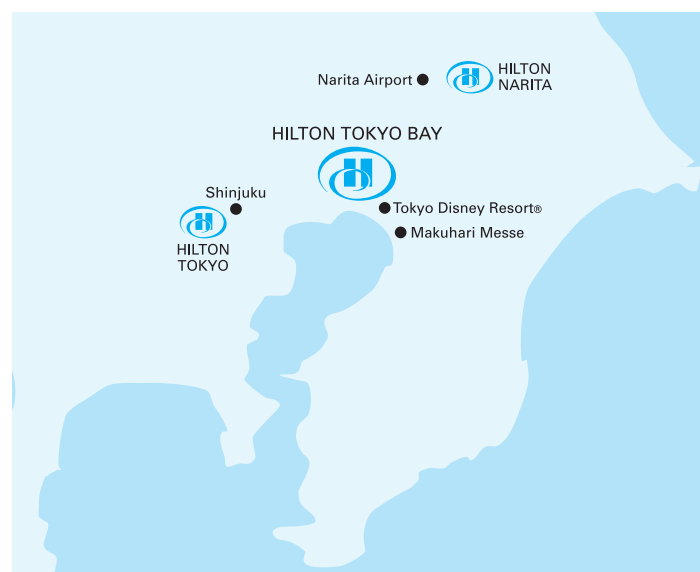 Narita Airport
HILTON
NARITA
HILTON TOKYO BAY
Shinjuku
Tokyo Disney Resort®
HILTON
TOKYO
Makuhari Messe